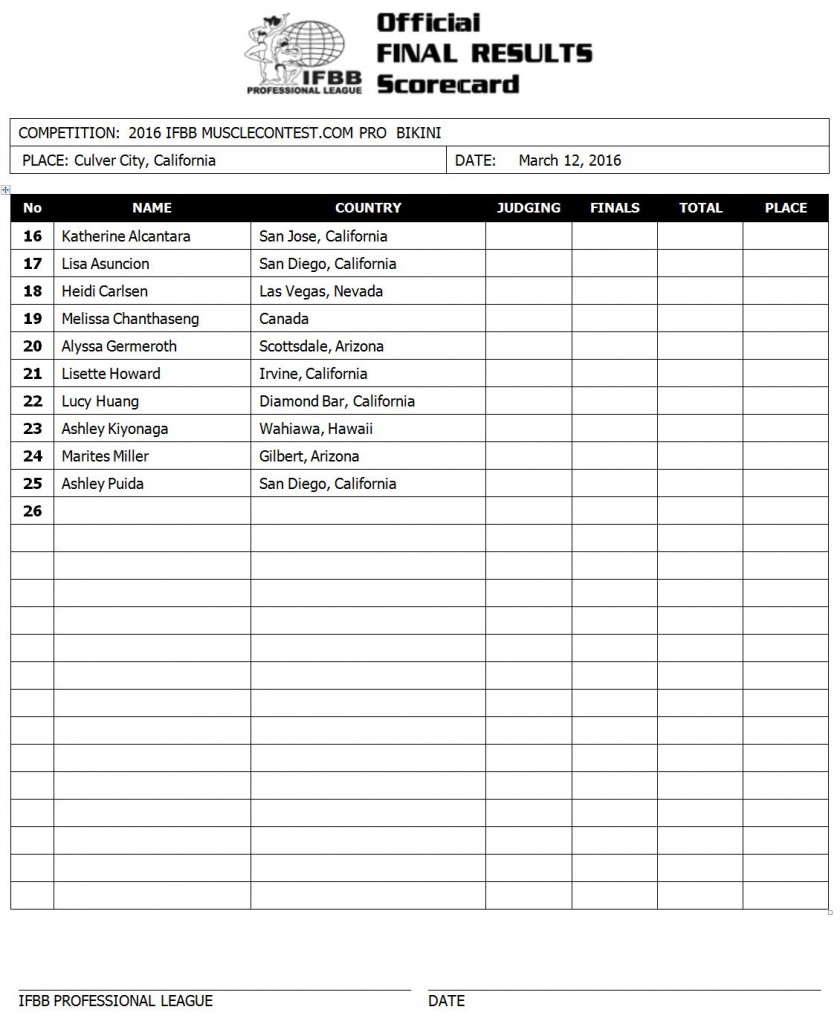 Official
FINAL RESULTS
Scorecard
IFBB
PROFESSIONAL LEAGUE
COMPETITION: 2016 IFBB MUSCLECONTEST.COM PRO BIKINI
PLACE: Culver City, California DATE: March 12, 2016
No NAME COUNTRY JUDGING FINALS TOTAL PLACE
16 Katherine Alcantara San Jose, California
17 Lisa Asuncion San Diego, California
18 Heidi Carlsen Las Vegas, Nevada
19 Melissa Chanthaseng Canada
20 Alyssa Germeroth Scottsdale, Arizona
21 Lisette Howard Irvine, California
22 Lucy Huang Diamond Bar, California
23 Ashley Kiyonaga Wahiawa, Hawaii
24 Marites Miller Gilbert, Arizona
25 Ashley Puida San Diego, California
26
IFBB PROFESSIONAL LEAGUE DATE